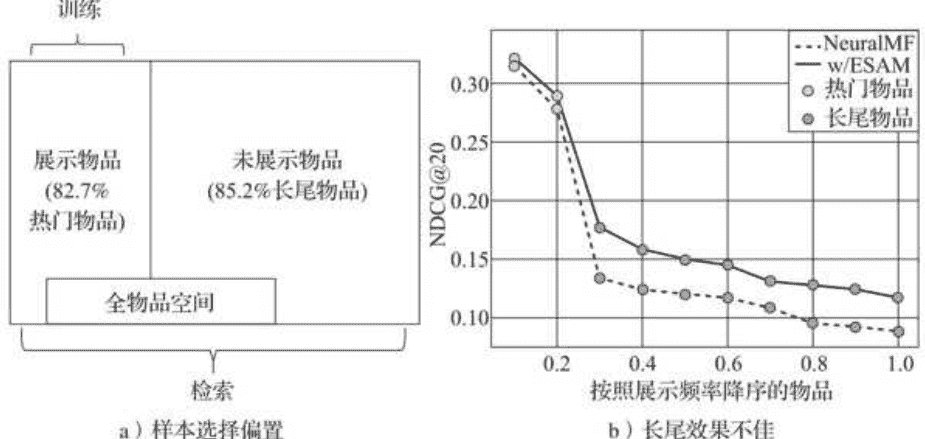 训练
展示物品
(82.7%
热门物品)
未展示物品
(85.2%长尾物品)
全物品空间
检索
a）样本选择偏置
NeuralMF
w/ESAM
热门物品
长尾物品
NDCG@20
0.30
0.25
0.20
0.15
0.10
0.2
0.4
0.6
0.8
1.0
按照展示频率降序的物品
b）长尾效果不佳